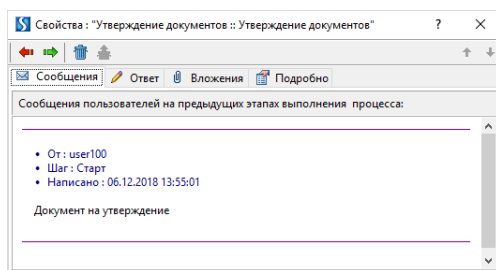 Свойства : "Утверждение документов :: Утверждение документов"
Сообщения Ответ Вложения Подробно
Сообщения пользователей на предыдущих этапах выполнения процесса:
• От : user100
• Шаг : Старт
• Написано : 06.12.2018 13:55:01
Документ на утверждение